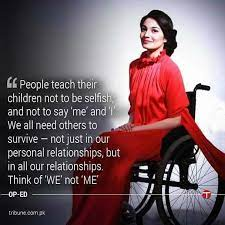 “ People teach their
children not to be selfish,
and not to say 'me' and 'I'
We all need others to
survive — not just in our
personal relationships, but
in all our relationships.
Think of 'WE' not 'ME'
OP-ED
T
tribune.com.pk